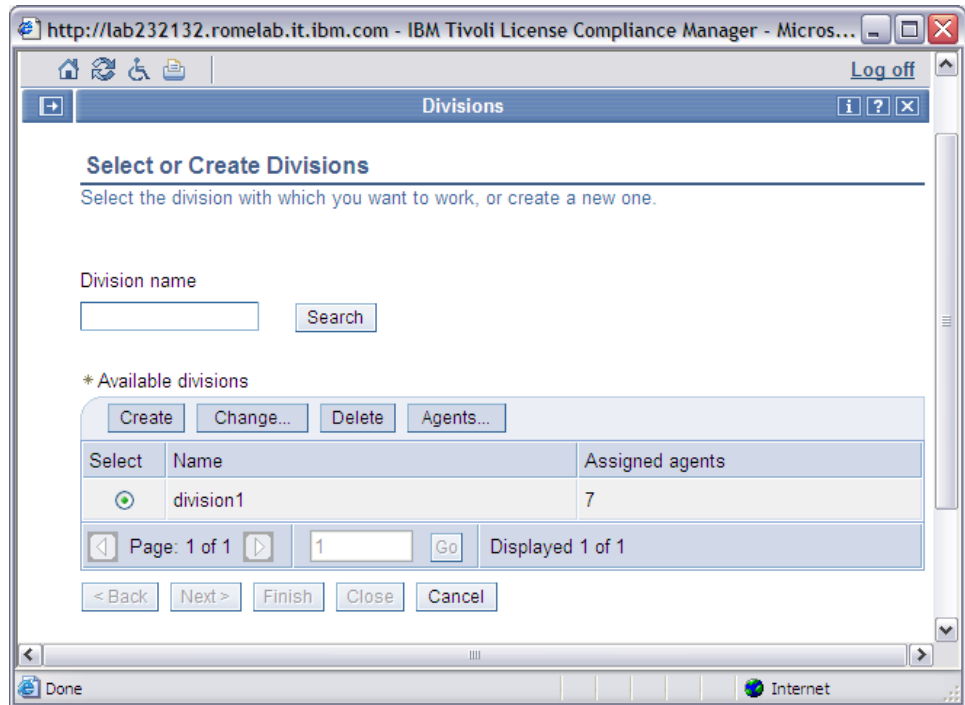 http://lab232132.romelab.it.ibm.com - IBM Tivoli License Compliance Manager - Micros...
Log off
Divisions
i ? X
Select or Create Divisions
Select the division with which you want to work, or create a new one.
Division name
Search
* Available divisions
Create Change... Delete Agents...
Select Name Assigned agents
division1 7
Page: 1 of 1 1 Go Displayed 1 of 1
< Back Next > Finish Close Cancel
Done Internet